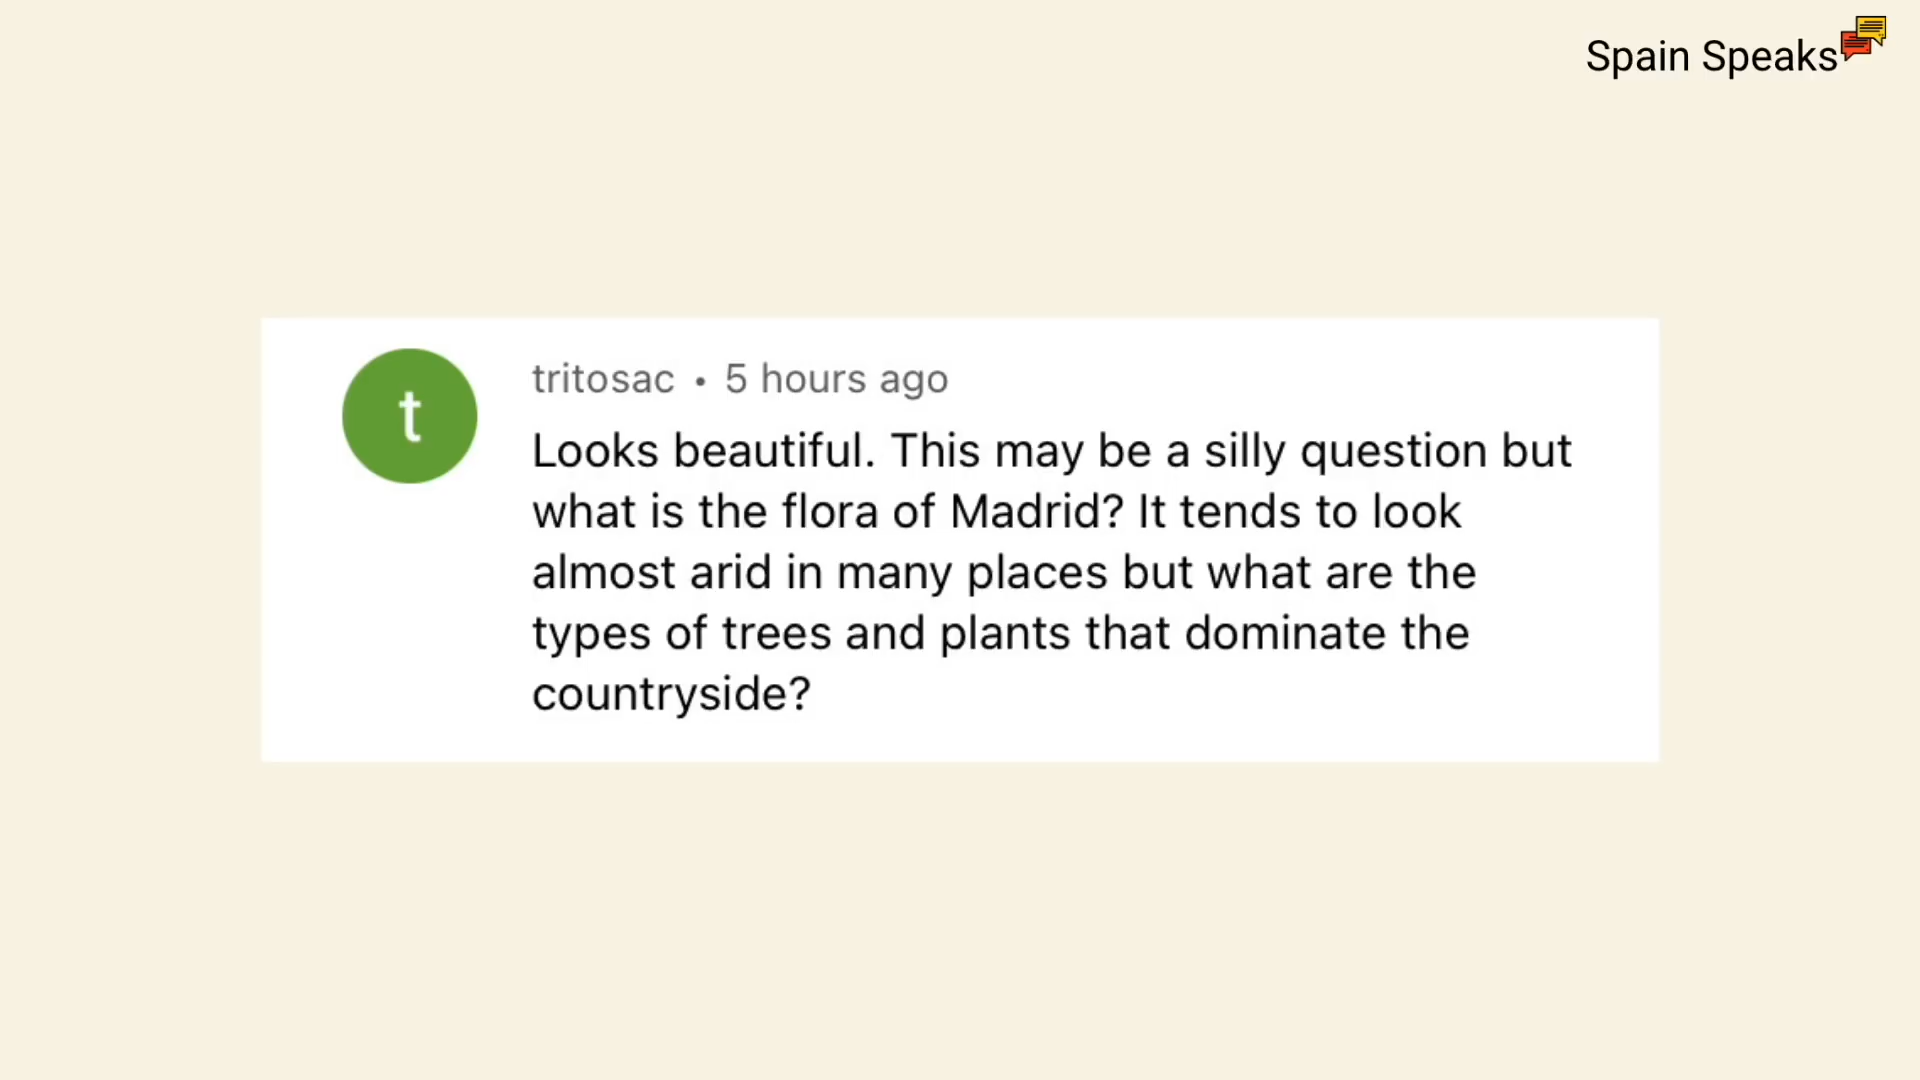 Spain Speaks
t
tritosac • 5 hours ago
Looks beautiful. This may be a silly question but
what is the flora of Madrid? It tends to look
almost arid in many places but what are the
types of trees and plants that dominate the
countryside?